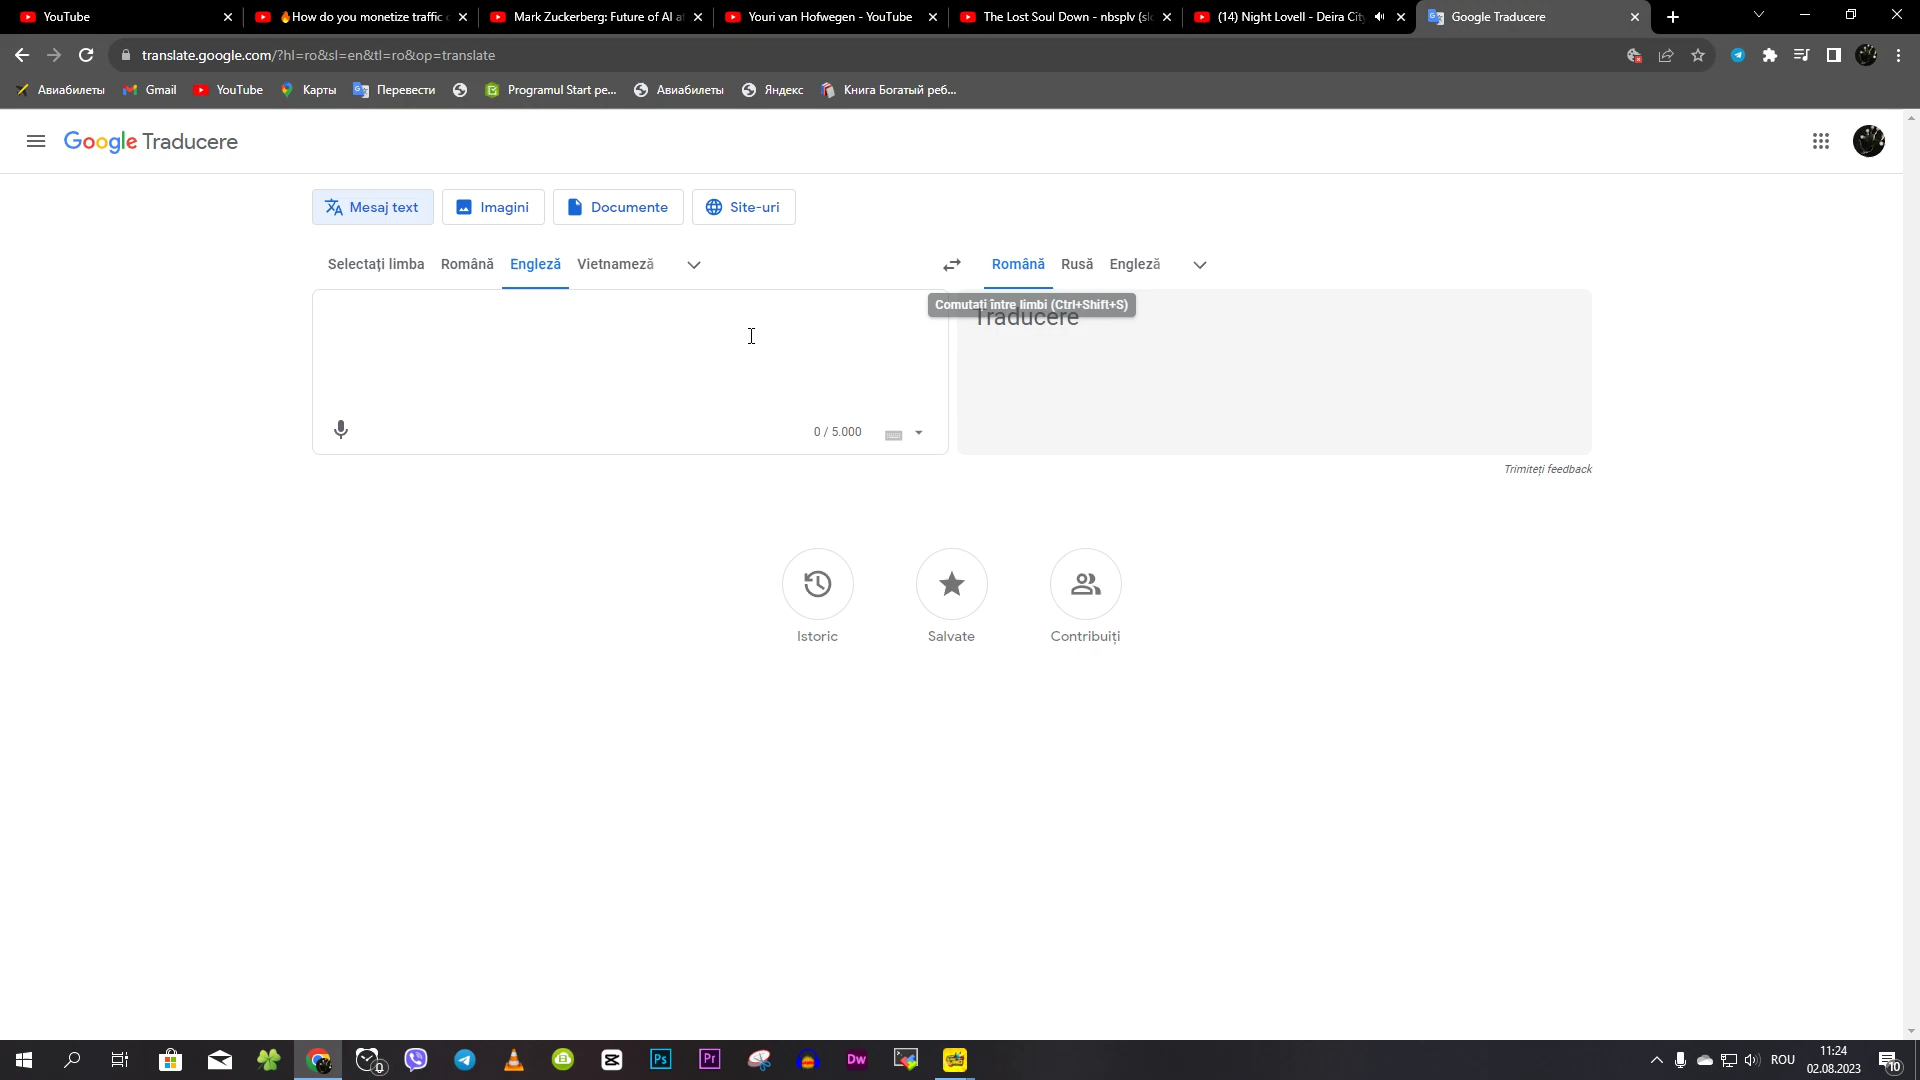 YouTube
🔥How do you monetize traffic
Mark Zuckerberg: Future of AI a
Youri van Hofwegen - YouTube
The Lost Soul Down - nbsplv (sl
(14) Night Lovell - Deira City
Google Traducere
translate.google.com/?hl=ro&sl=en&tl=ro&op=translate
Авиабилеты
Gmail
YouTube
Карты
Перевести
Programul Start pe...
Авиабилеты
Яндекс
Книга Богатый реб...
Google Traducere
Mesaj text
Imagini
Documente
Site-uri
Selectați limba
Română
Engleză
Vietnameză
Română
Rusă
Engleză
Comutați între limbi (Ctrl+Shift+S)
Traducere
0 / 5.000
Trimiteți feedback
Istoric
Salvate
Contribuiți
Ps
Pr
Dw
ROU
11:24
02.08.2023
10